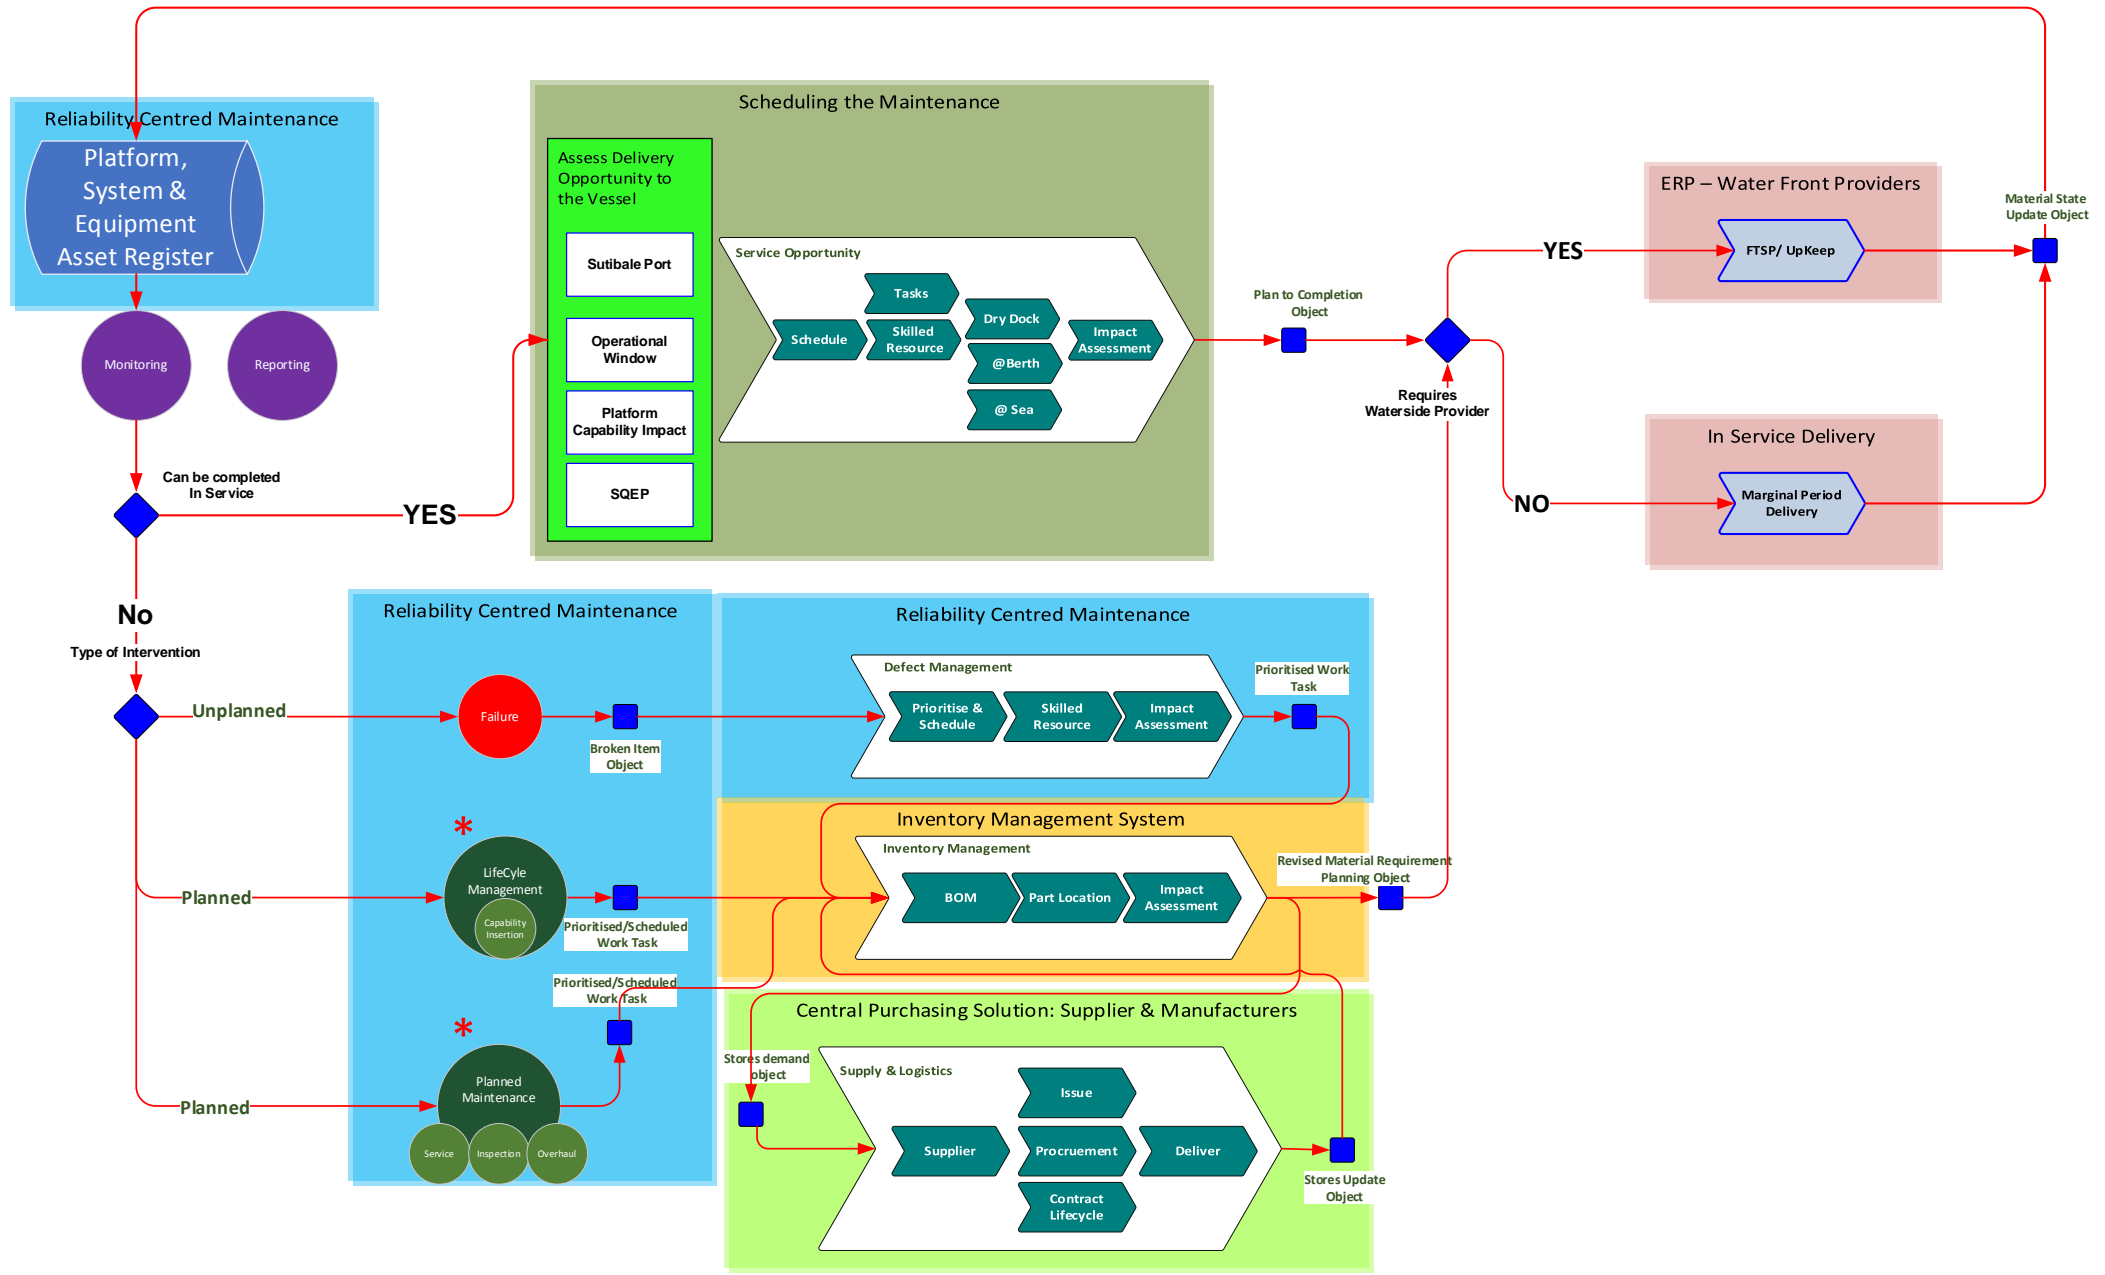 Reliability Centred Maintenance
Platform,
System &
Equipment
Asset Register
Monitoring
Reporting
Can be completed
In Service
YES
No
Type of Intervention
Unplanned
Planned
Planned
Scheduling the Maintenance
Assess Delivery
Opportunity to
the Vessel
Sutibale Port
Operational
Window
Platform
Capability Impact
SQEP
Service Opportunity
Schedule
Tasks
Skilled
Resource
Dry Dock
@Berth
@ Sea
Impact
Assessment
Plan to Completion
Object
Requires
Waterside Provider
YES
NO
ERP – Water Front Providers
FTSP/ UpKeep
In Service Delivery
Marginal Period
Delivery
Material State
Update Object
Reliability Centred Maintenance
Failure
Broken Item
Object
*
LifeCyle
Management
Capability
Insertion
Prioritised/Scheduled
Work Task
Prioritised/Scheduled
Work Task
*
Planned
Maintenance
Service
Inspection
Overhaul
Reliability Centred Maintenance
Defect Management
Prioritise &
Schedule
Skilled
Resource
Impact
Assessment
Prioritised Work
Task
Inventory Management System
Inventory Management
BOM
Part Location
Impact
Assessment
Revised Material Requirement
Planning Object
Central Purchasing Solution: Supplier & Manufacturers
Stores demand
object
Supply & Logistics
Issue
Supplier
Procruement
Deliver
Contract
Lifecycle
Stores Update
Object